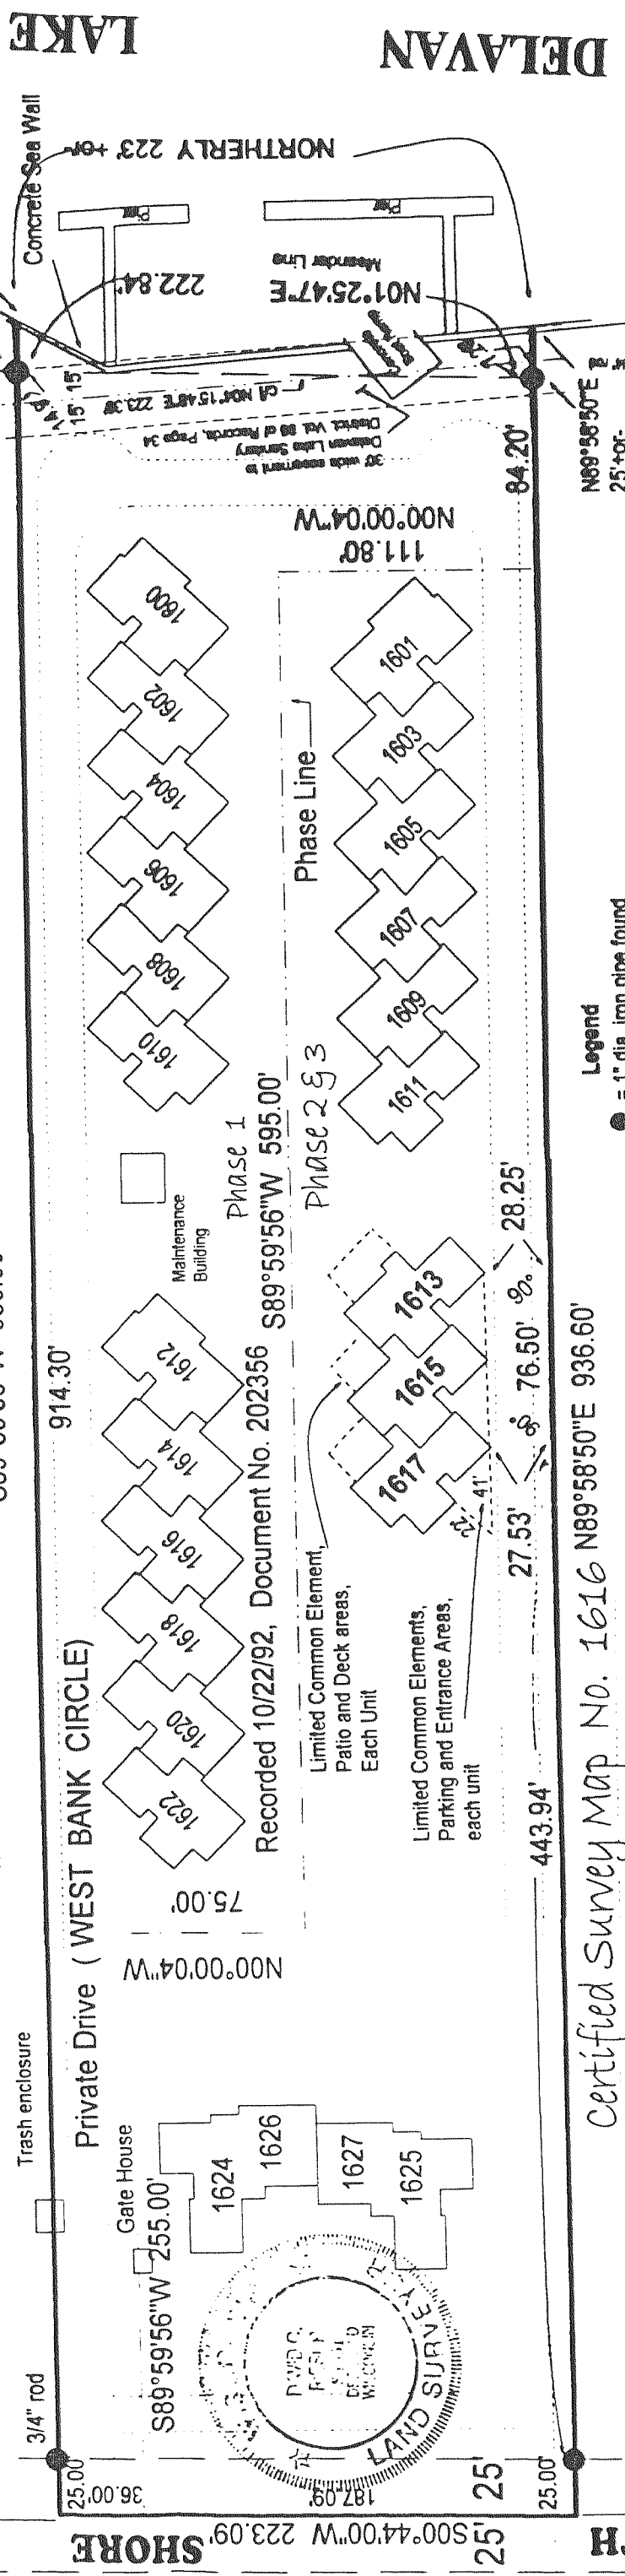 LAKE
DELAVAN
Concrete Sea Wall
NORTHERLY 223' +or-
Pier
Pier
222.84'
N01°25'47"E
Meander Line
15' 15'
C/L N04°15'48"E 223.39'
30' wide easement to
Delavan Lake Sanitary
District, Vol. 88 of Records, Page 34
84.20'
N89°58'50"E
25'+or-
N00°00'04"W
111.80'
1600
1602
1604
1606
1608
1610
1601
1603
1605
1607
1609
1611
Phase Line
Phase 1
S89°59'56"W 595.00'
Phase 2 & 3
Maintenance
Building
Legend
= 1" dia. iron pipe found
914.30'
1612
1614
1616
1618
1620
1622
1613
1615
1617
28.25'
76.50'
27.53'
22'
41'
Recorded 10/22/92, Document No. 202356
Limited Common Element,
Patio and Deck areas,
Each Unit
Limited Common Elements,
Parking and Entrance Areas,
each unit
443.94'
Certified Survey Map No. 1616 N89°58'50"E 936.60'
Private Drive ( WEST BANK CIRCLE)
75.00'
N00°00'04"W
Trash enclosure
Gate House
S89°59'56"W 255.00'
1624
1626
1627
1625
3/4" rod
LAND SURVEY
25.00'
36.00'
187.09'
25'
25.00'
S00°44'00"W 223.09'
25'
SHORE